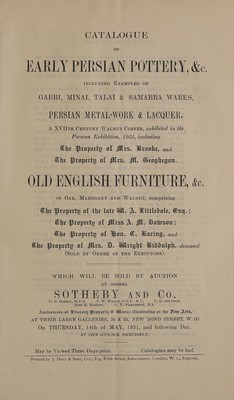 CATALOGUE
OF
EARLY PERSIAN POTTERY, &c.
INCLUDING EXAMPLES OF
GABRI, MINAI, TALAI & SAMARRA WARES,
PERSIAN METAL-WORK & LACQUER,
A XVIITH CENTURY WALNUT COFFER, exhibited in the
Persian Exhibition, 1931, including
The Property of Mrs. Brooke, and
The Property of Mrs. M. Geoghegan.
OLD ENGLISH FURNITURE, &c.
IN OAK, MAHOGANY AND WALNUT, comprising
The Property of the late W. A. Littledale, Esq.;
The Property of Miss A. M. Dawson;
The Property of Hon. C. Baring, and
The Property of Mrs. D. Wright Biddulph, deceased
(SOLD BY ORDER OF THE EXECUTORS).
WHICH WILL BE SOLD BY AUCTION
BY MESSRS.
SOTHEBY AND CO.
Auctioneers of Literary Property & Works illustrative of the Fine Arts,
AT THEIR LARGE GALLERIES, 34 & 35, NEW BOND STREET, W.(1)
ON THURSDAY, 14th of MAY, 1931, and following Day,
AT ONE O'CLOCK PRECISELY.
May be Viewed Three Days prior. Catalogues may be had.